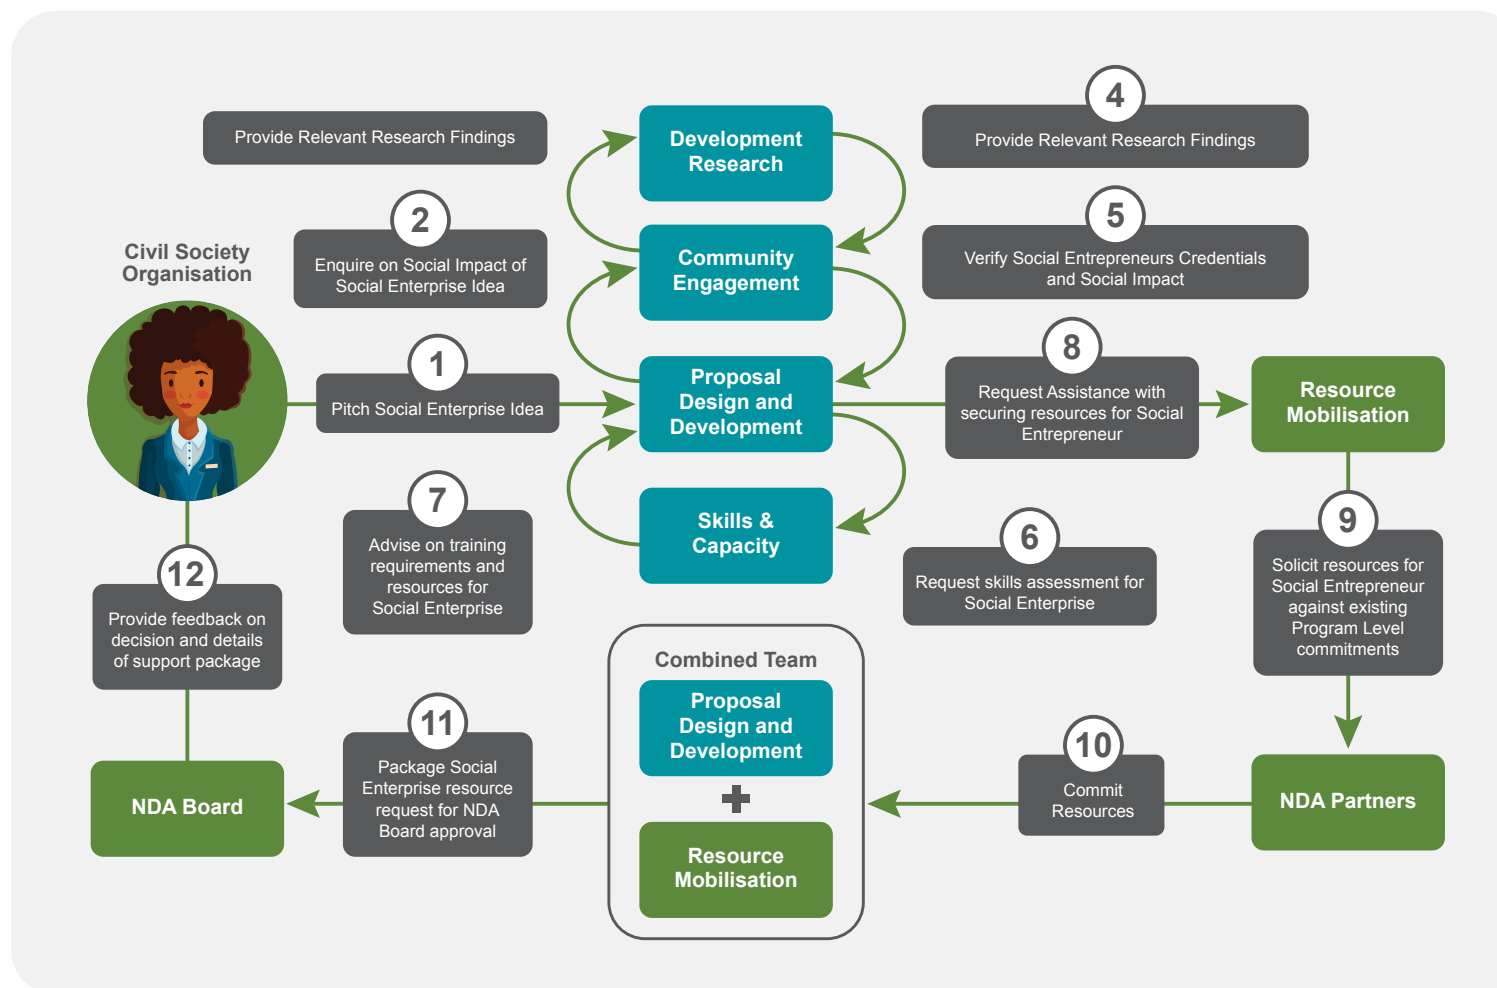 Provide Relevant Research Findings
Development
Research
4
Provide Relevant Research Findings
2
Enquire on Social Impact of
Social Enterprise Idea
Community
Engagement
5
Verify Social Entrepreneurs Credentials
and Social Impact
Civil Society
Organisation
1
Pitch Social Enterprise Idea
Proposal
Design and
Development
8
Request Assistance with
securing resources for Social
Entrepreneur
Resource
Mobilisation
7
Advise on training
requirements and
resources for
Social Enterprise
Skills &
Capacity
6
Request skills assessment for
Social Enterprise
9
Solicit resources for
Social Entrepreneur
against existing
Program Level
commitments
12
Provide feedback on
decision and details
of support package
Combined Team
Proposal
Design and
Development
+
Resource
Mobilisation
10
Commit
Resources
NDA Partners
11
Package Social
Enterprise resource
request for NDA
Board approval
NDA Board